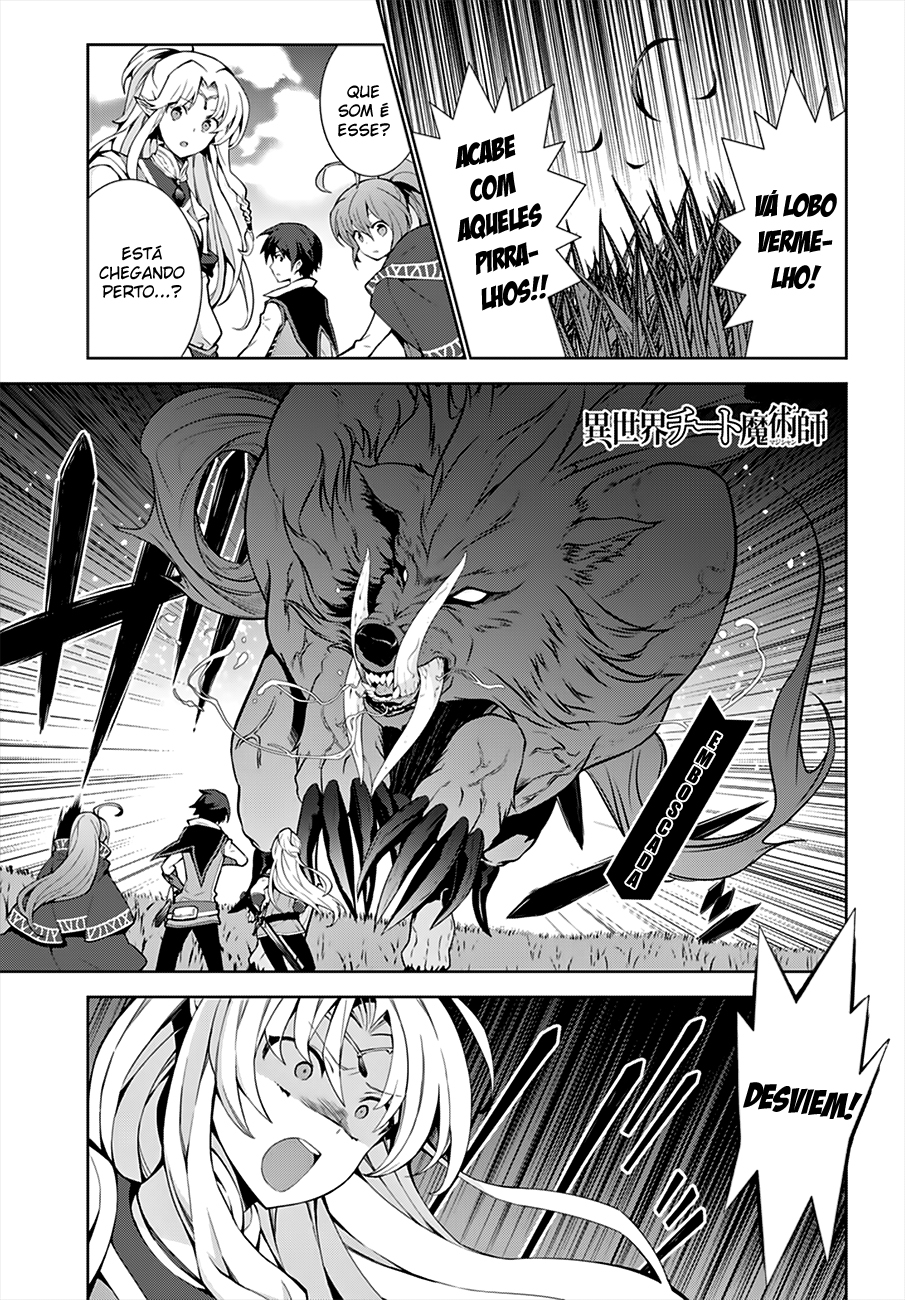 VÁ LOBO
VERME-
LHO!
ACABE
COM
AQUELES
PIRRA-
LHOS!!
QUE
SOM É
ESSE?
ESTÁ
CHEGANDO
PERTO...?
異世界チート魔術師
EMBOSCADA
DESVIEM!